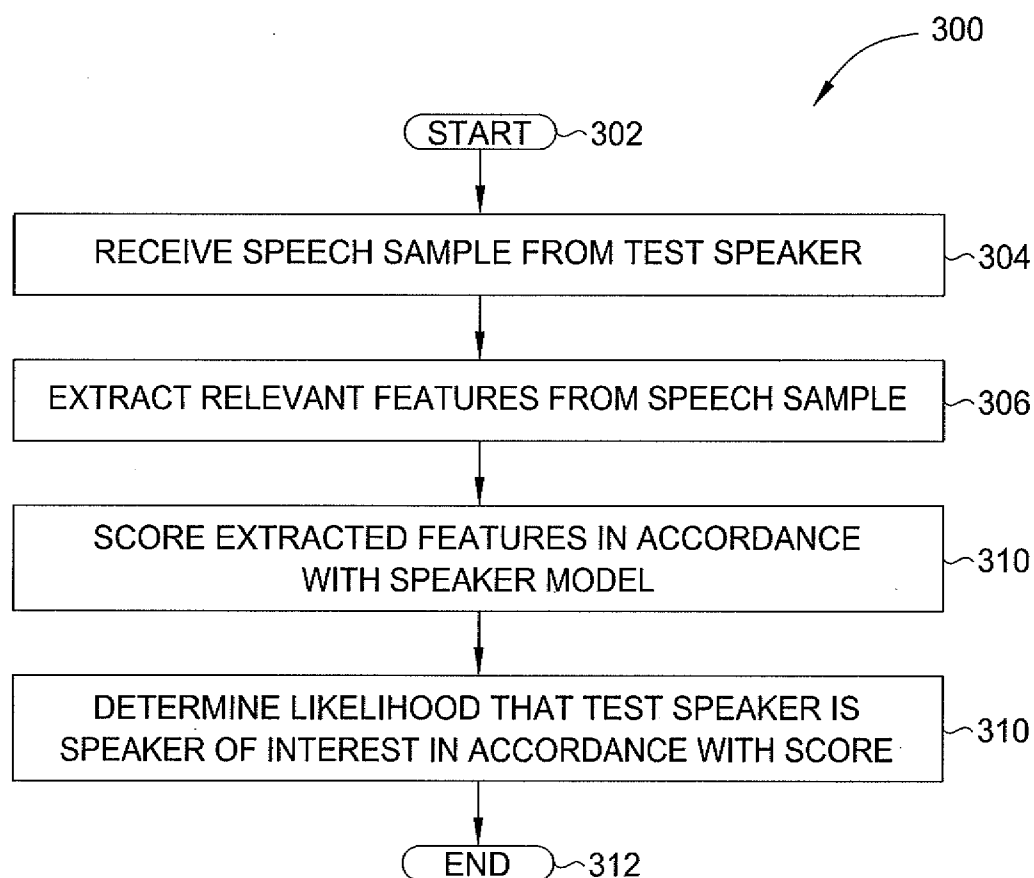 300
START 302
RECEIVE SPEECH SAMPLE FROM TEST SPEAKER 304
EXTRACT RELEVANT FEATURES FROM SPEECH SAMPLE 306
SCORE EXTRACTED FEATURES IN ACCORDANCE
WITH SPEAKER MODEL 310
DETERMINE LIKELIHOOD THAT TEST SPEAKER IS
SPEAKER OF INTEREST IN ACCORDANCE WITH SCORE 310
END 312